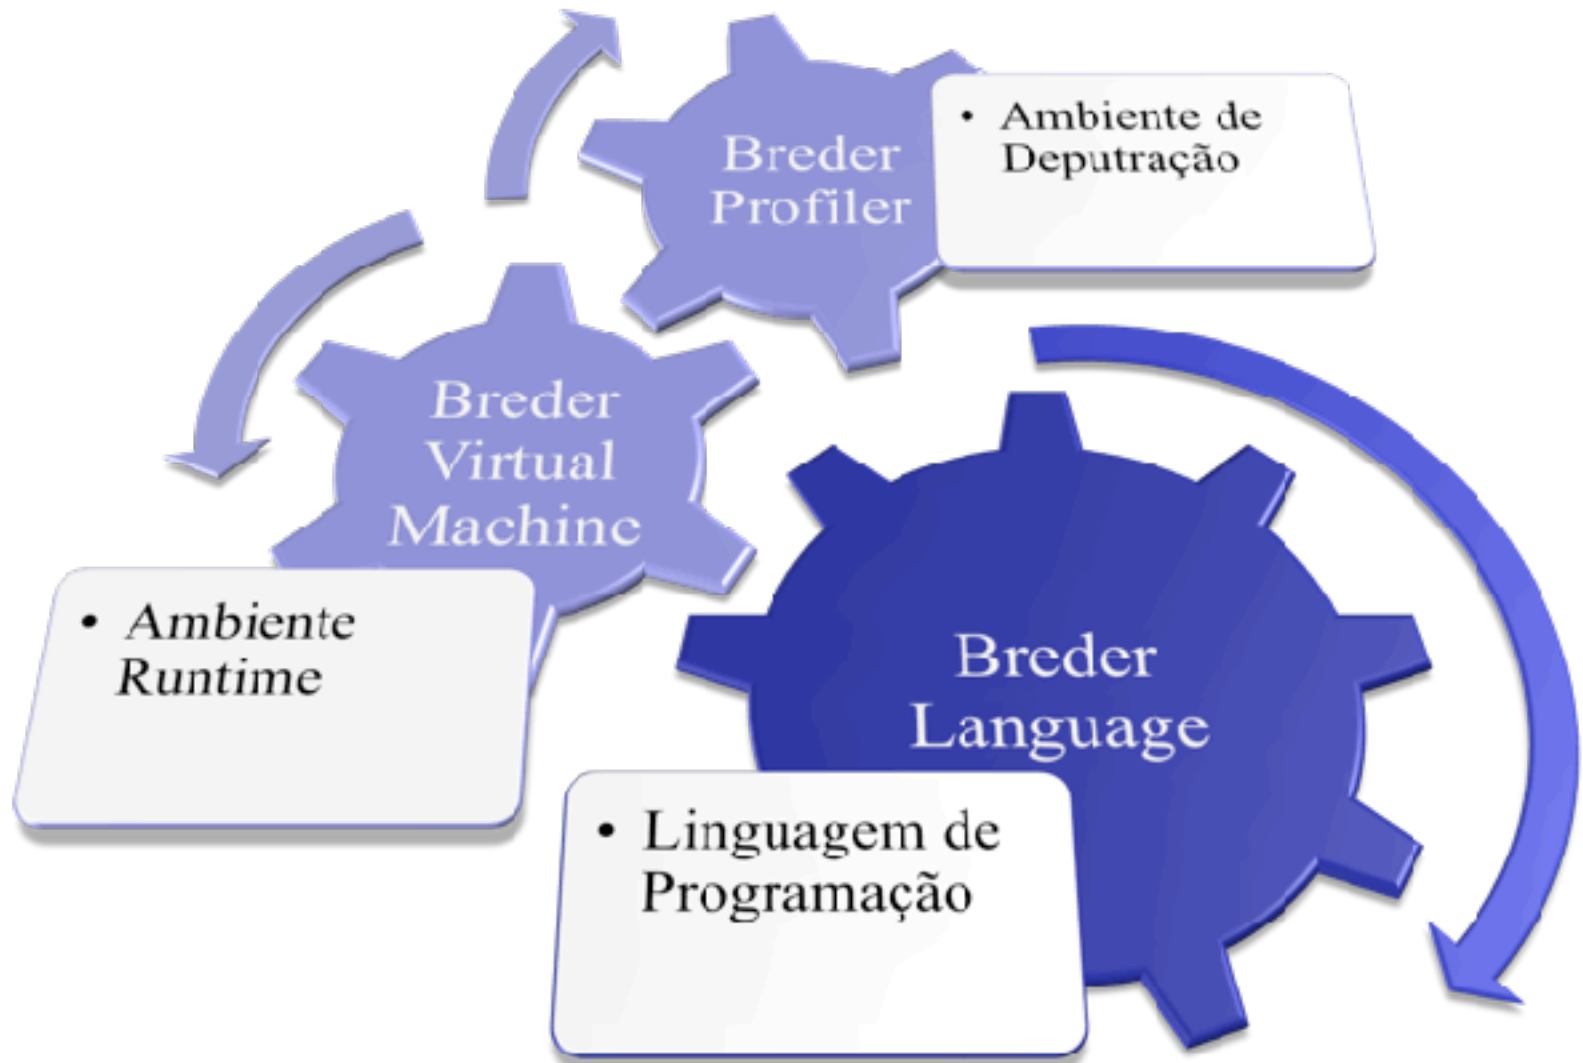 Breder
Profiler
• Ambiente de
Deputração
Breder
Virtual
Machine
• Ambiente
Runtime
Breder
Language
• Linguagem de
Programação